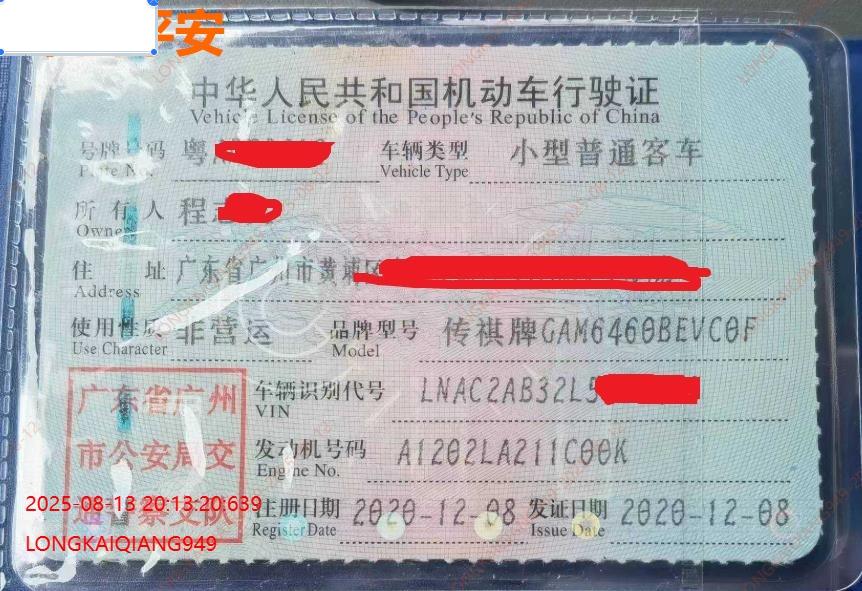 平安
中华人民共和国机动车行驶证
Vehicle License of the People's Republic of China
号牌号码 粤 车辆类型 小型普通客车
Plate No. Vehicle Type
所有人 程
Owner
住址 广东省广州市黄埔区
Address
使用性质 非营运 品牌型号 传祺牌GAM6460BEVC0F
Use Character Model
广东省广州 车辆识别代号 LNAC2AB32L5
VIN
市公安局交 发动机号码 A1202LA211C00K
Engine No.
2025-08-13 20:13:20:639
通警察支队 注册日期 2020-12-08 发证日期 2020-12-08
Register Date Issue Date
LONGKAIQIANG949